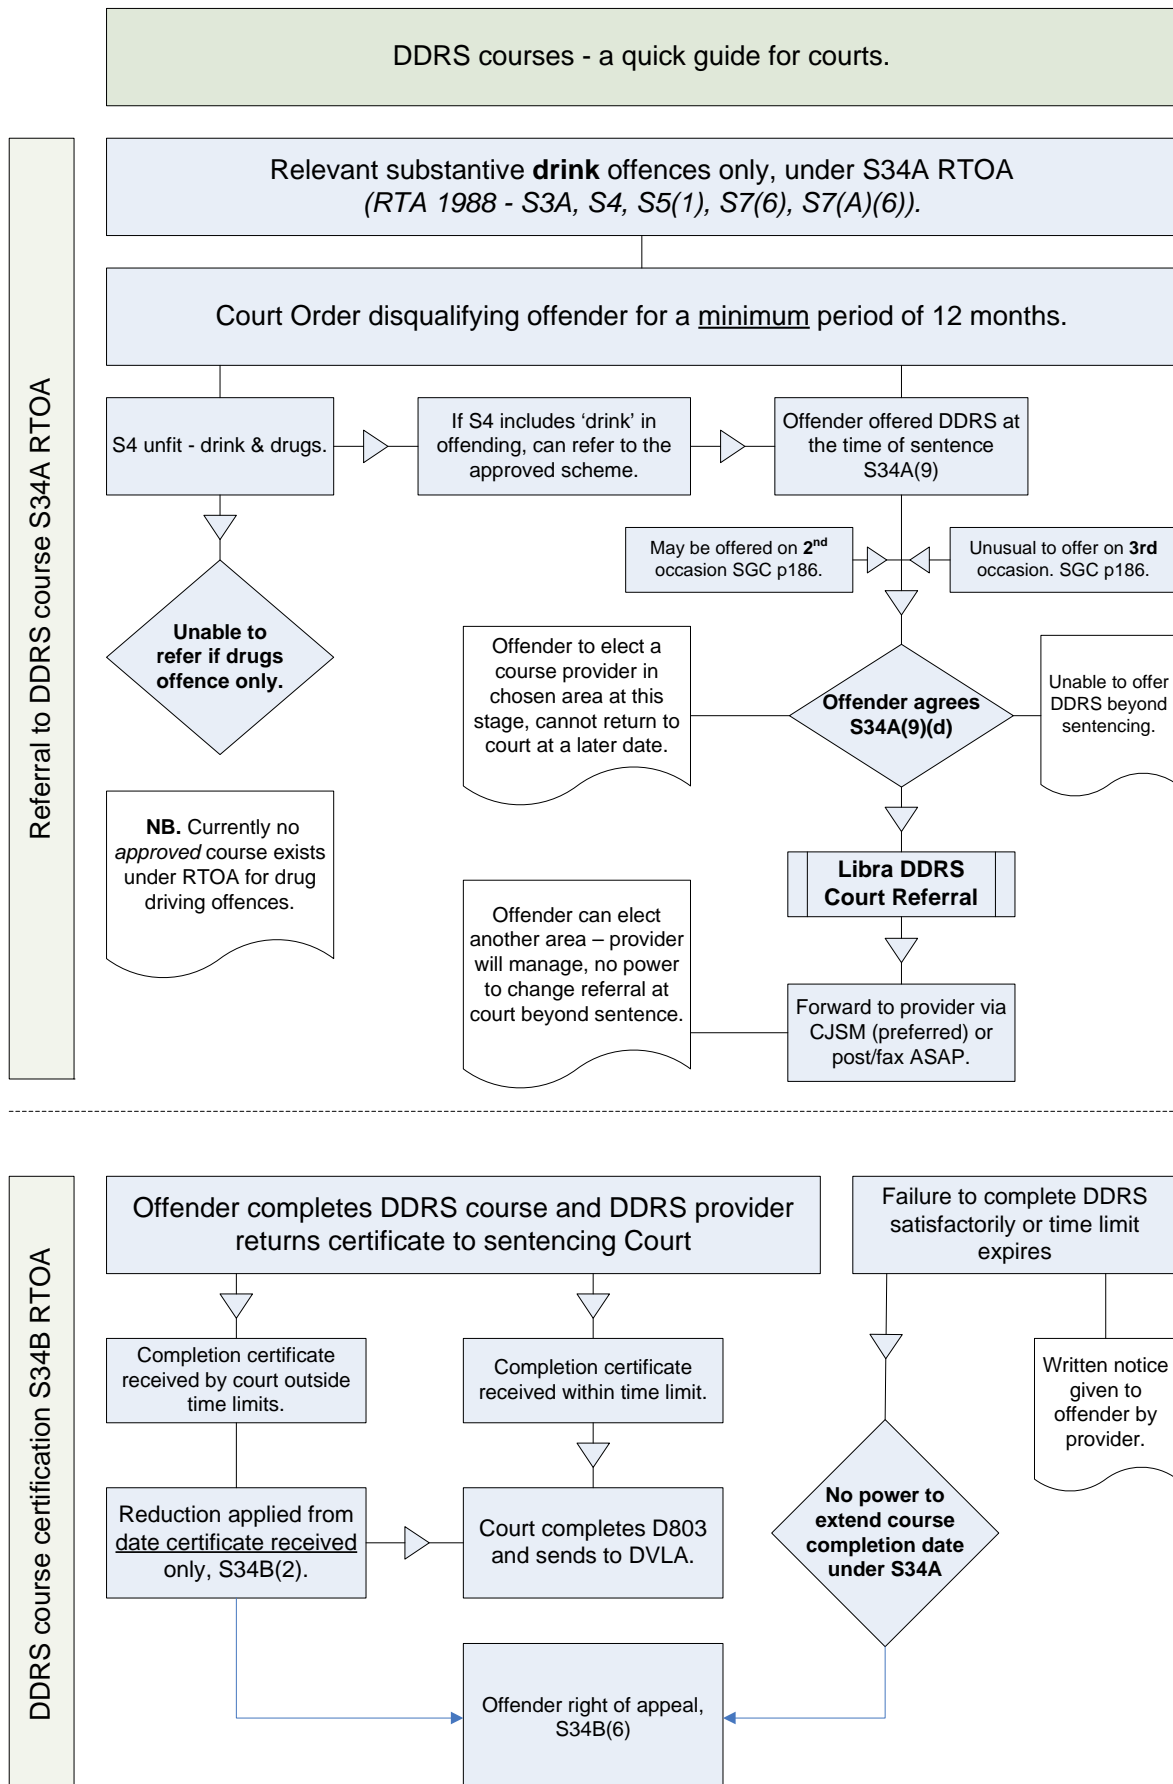 DDRS courses - a quick guide for courts.
Referral to DDRS course S34A RTOA
Relevant substantive drink offences only, under S34A RTOA
(RTA 1988 - S3A, S4, S5(1), S7(6), S7(A)(6)).
Court Order disqualifying offender for a minimum period of 12 months.
S4 unfit - drink & drugs.
If S4 includes ‘drink’ in
offending, can refer to the
approved scheme.
Offender offered DDRS at
the time of sentence
S34A(9)
May be offered on 2nd
occasion SGC p186.
Unusual to offer on 3rd
occasion. SGC p186.
Unable to
refer if drugs
offence only.
Offender to elect a
course provider in
chosen area at this
stage, cannot return to
court at a later date.
Offender agrees
S34A(9)(d)
Unable to offer
DDRS beyond
sentencing.
NB. Currently no
approved course exists
under RTOA for drug
driving offences.
Libra DDRS
Court Referral
Offender can elect
another area – provider
will manage, no power
to change referral at
court beyond sentence.
Forward to provider via
CJSM (preferred) or
post/fax ASAP.
DDRS course certification S34B RTOA
Offender completes DDRS course and DDRS provider
returns certificate to sentencing Court
Failure to complete DDRS
satisfactorily or time limit
expires
Completion certificate
received by court outside
time limits.
Completion certificate
received within time limit.
Written notice
given to
offender by
provider.
Reduction applied from
date certificate received
only, S34B(2).
Court completes D803
and sends to DVLA.
No power to
extend course
completion date
under S34A
Offender right of appeal,
S34B(6)